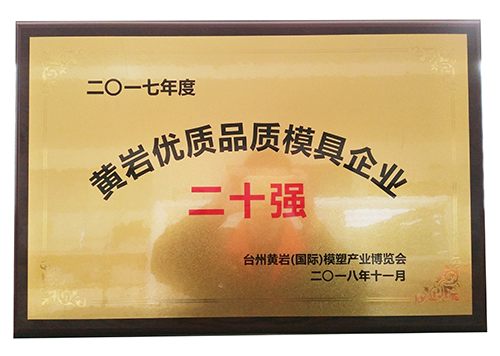 二〇一七年度
黄岩优质品质模具企业
二十强
台州黄岩(国际)模塑产业博览会
二〇一八年十一月